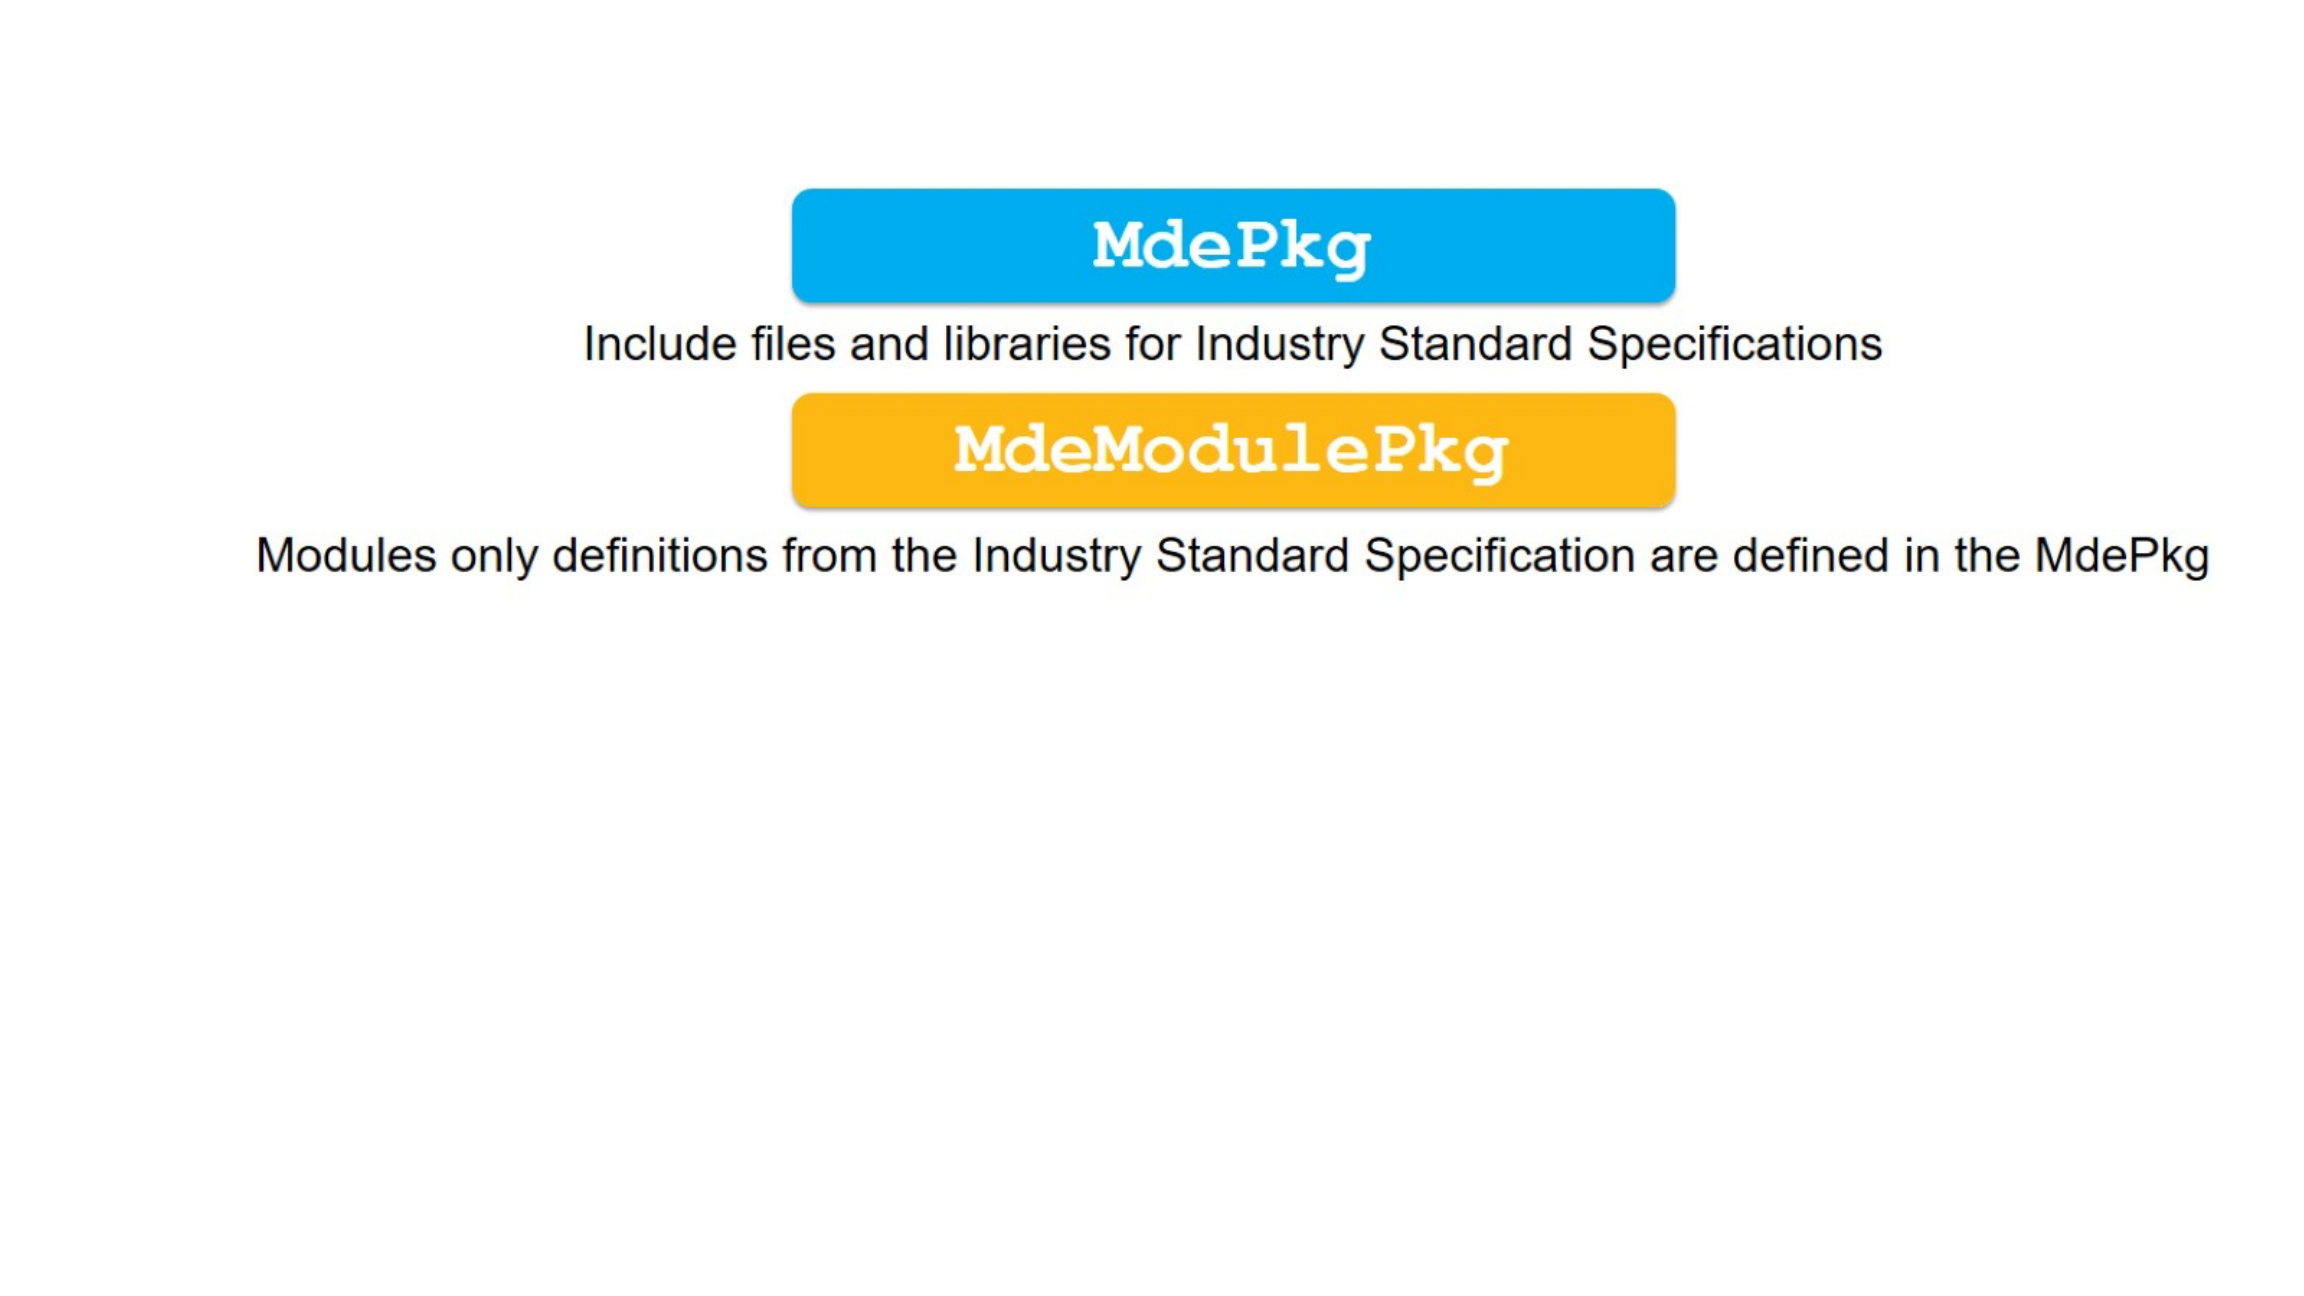 MdePkg
Include files and libraries for Industry Standard Specifications
MdeModulePkg
Modules only definitions from the Industry Standard Specification are defined in the MdePkg